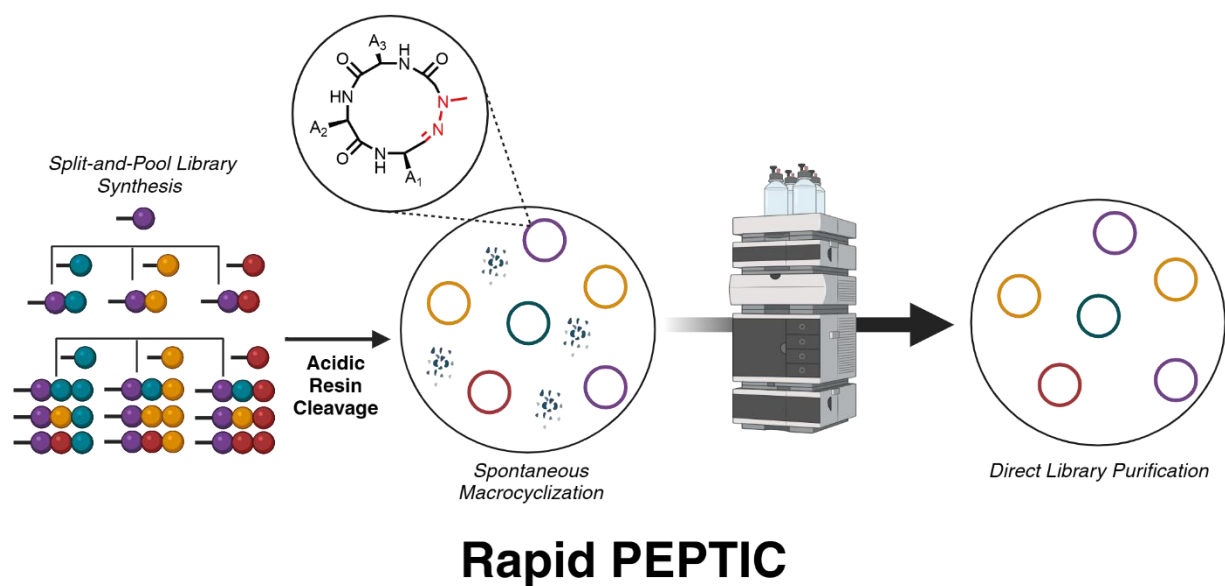 Split-and-Pool Library
Synthesis
A3
O
H
N
O
HN
N
A2
N
O
N
H
A1
Acidic
Resin
Cleavage
Spontaneous
Macrocyclization
Direct Library Purification
Rapid PEPTIC